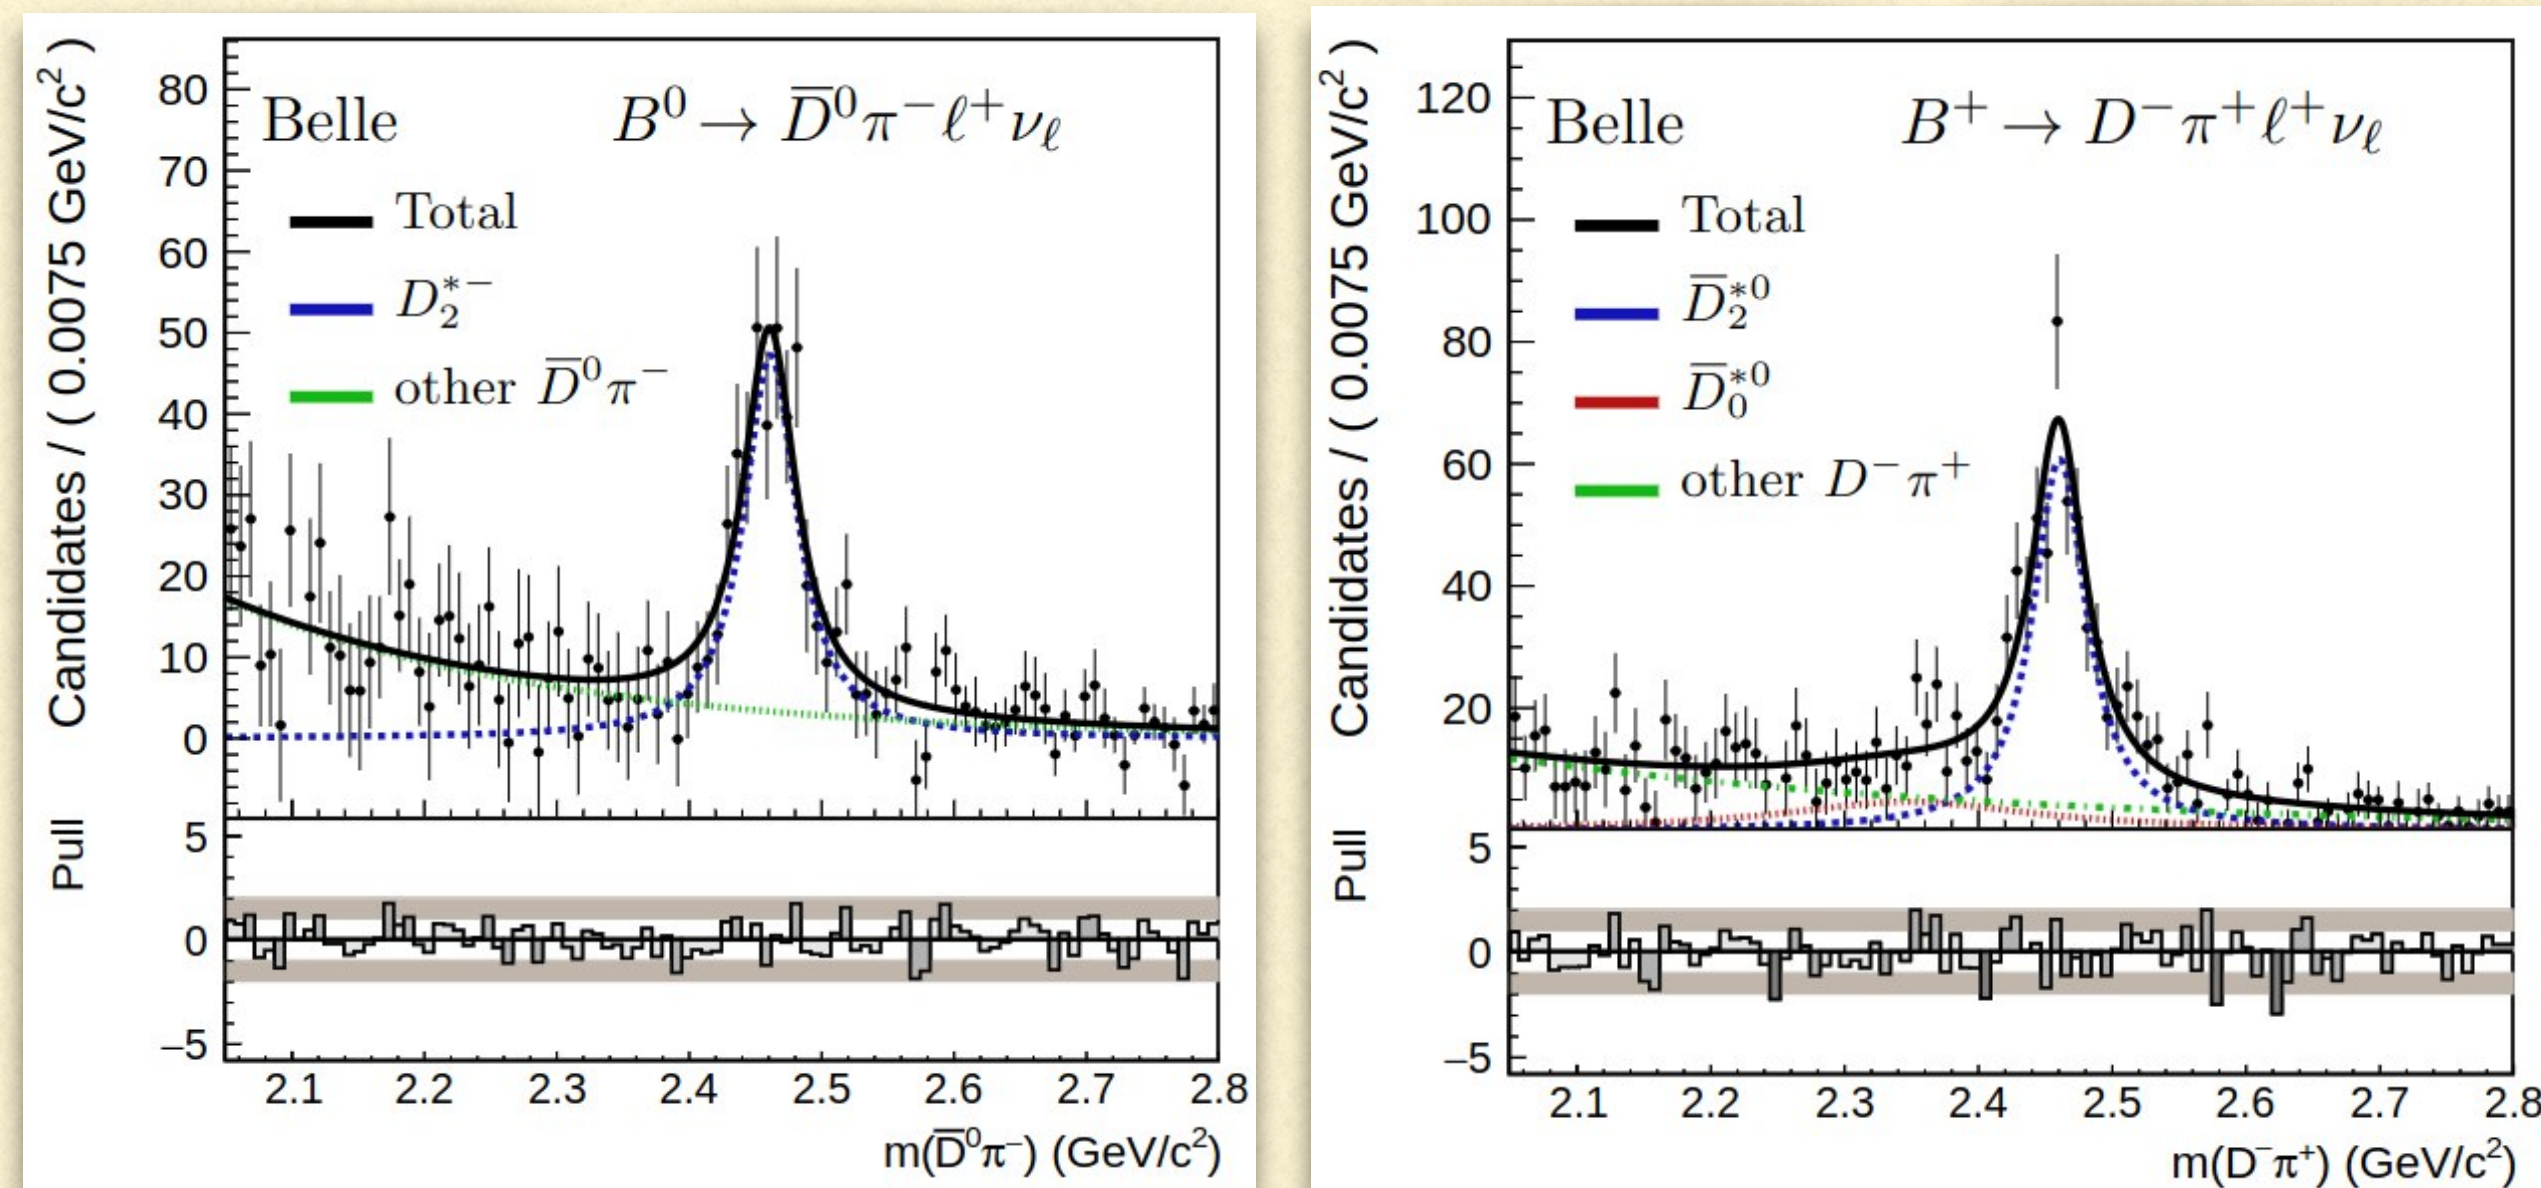 Candidates / ( 0.0075 GeV/c² )
80
70
60
50
40
30
20
10
0
Belle
B⁰ → D̅⁰π⁻ℓ⁺νℓ
Total
D₂*⁻
other D̅⁰π⁻
Pull
5
0
−5
2.1 2.2 2.3 2.4 2.5 2.6 2.7 2.8
m(D̅⁰π⁻) (GeV/c²)
Candidates / ( 0.0075 GeV/c² )
120
100
80
60
40
20
Belle
B⁺ → D⁻π⁺ℓ⁺νℓ
Total
D̅₂*⁰
D̅₀*⁰
other D⁻π⁺
Pull
5
0
−5
2.1 2.2 2.3 2.4 2.5 2.6 2.7 2.8
m(D⁻π⁺) (GeV/c²)